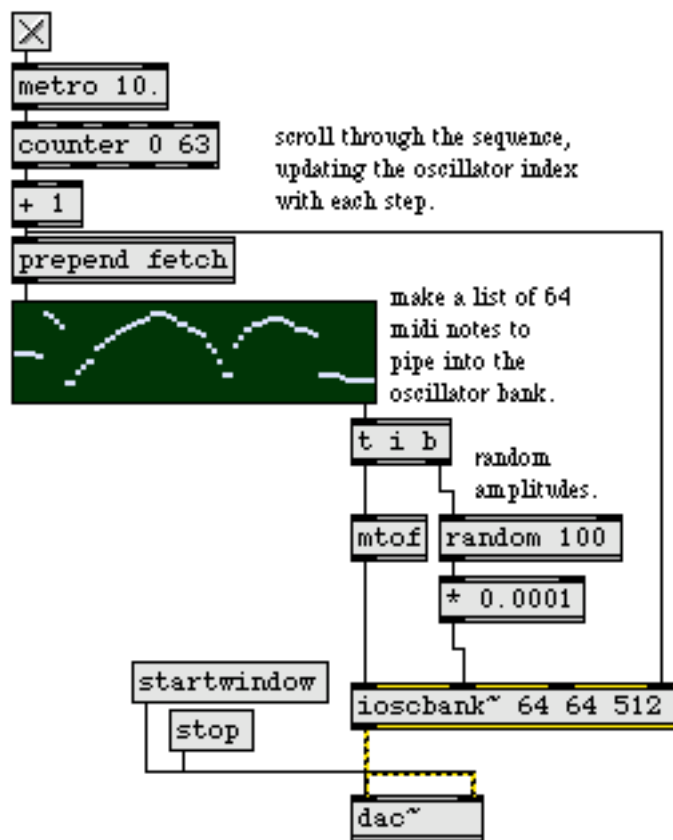 metro 10.
counter 0 63
scroll through the sequence,
updating the oscillator index
with each step.
+ 1
prepend fetch
make a list of 64
midi notes to
pipe into the
oscillator bank.
t i b
random
amplitudes.
mtof
random 100
* 0.0001
startwindow
ioscbank~ 64 64 512
stop
dac~